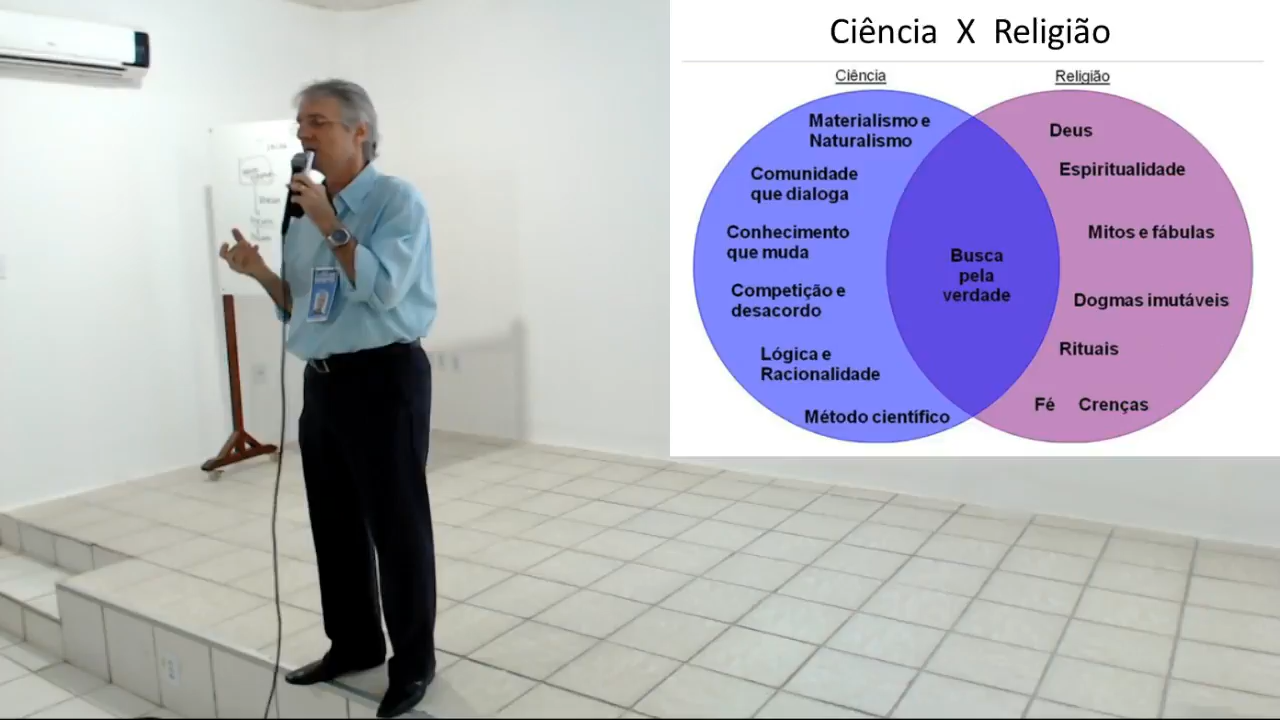 Ciência X Religião
Ciência
Materialismo e
Naturalismo
Comunidade
que dialoga
Conhecimento
que muda
Competição e
desacordo
Lógica e
Racionalidade
Método científico
Busca
pela
verdade
Religião
Deus
Espiritualidade
Mitos e fábulas
Dogmas imutáveis
Rituais
Fé Crenças